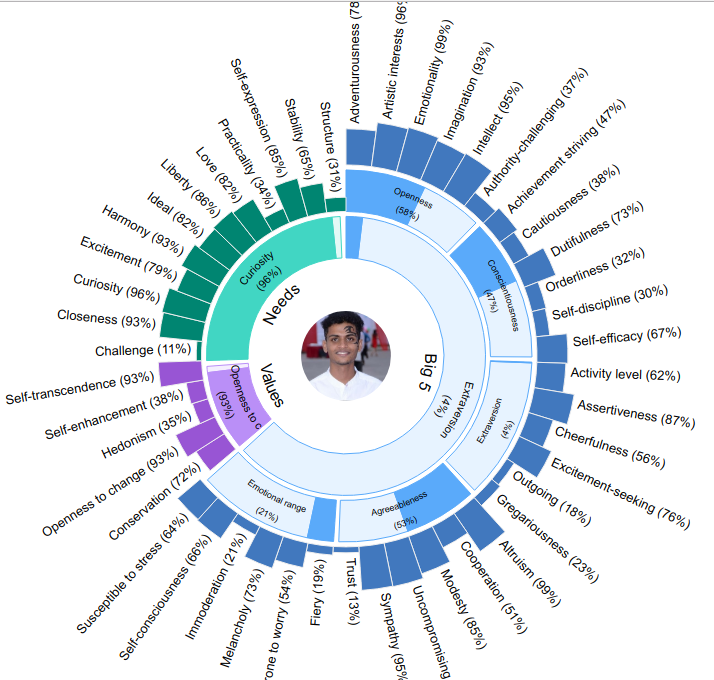 Adventurousness (78
Artistic interests (96%
Emotionality (99%)
Imagination (93%)
Intellect (95%)
Authority-challenging (37%)
Achievement striving (47%)
Cautiousness (38%)
Dutifulness (73%)
Orderliness (32%)
Self-discipline (30%)
Self-efficacy (67%)
Activity level (62%)
Assertiveness (87%)
Cheerfulness (56%)
Excitement-seeking (76%)
Outgoing (18%)
Gregariousness (23%)
Altruism (99%)
Cooperation (51%)
Modesty (85%)
Uncompromising
Sympathy (95%
Trust (13%)
Fiery (19%)
rone to worry (54%)
Melancholy (73%)
Immoderation (21%)
Self-consciousness (66%)
Susceptible to stress (64%)
Conservation (72%)
Openness to change (93%)
Hedonism (35%)
Self-enhancement (38%)
Self-transcendence (93%)
Challenge (11%)
Closeness (93%)
Curiosity (96%)
Excitement (79%)
Harmony (93%)
Ideal (82%)
Liberty (86%)
Love (82%)
Practicality (34%)
Self-expression (85%)
Stability (65%)
Structure (31%)
Openness
(58%)
Conscientiousness
(47%)
Extraversion
(4%)
Agreeableness
(53%)
Emotional range
(21%)
Openness to c
(93%)
Curiosity
(96%)
Needs
Values
Big 5
Extraversion
(4%)